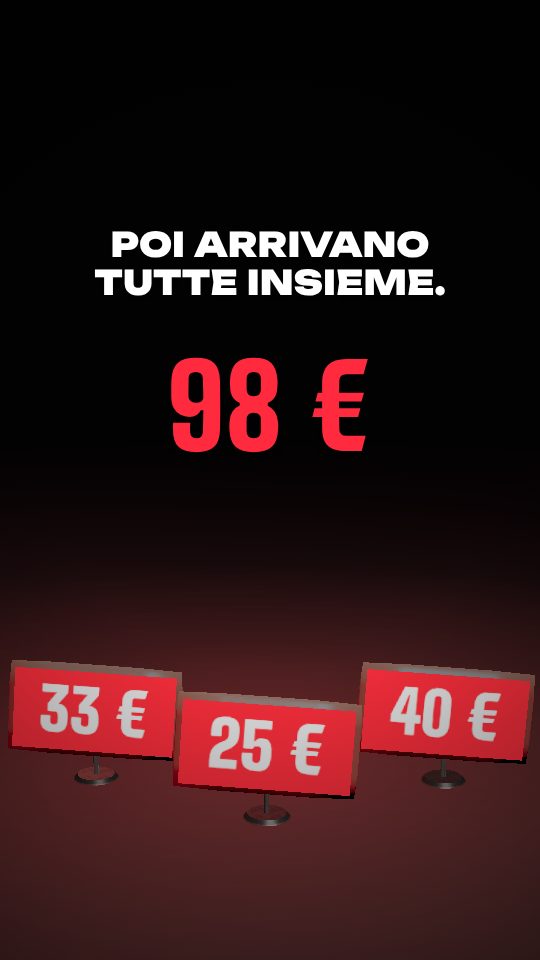 POI ARRIVANO
TUTTE INSIEME.
98 €
33 €
25 €
40 €